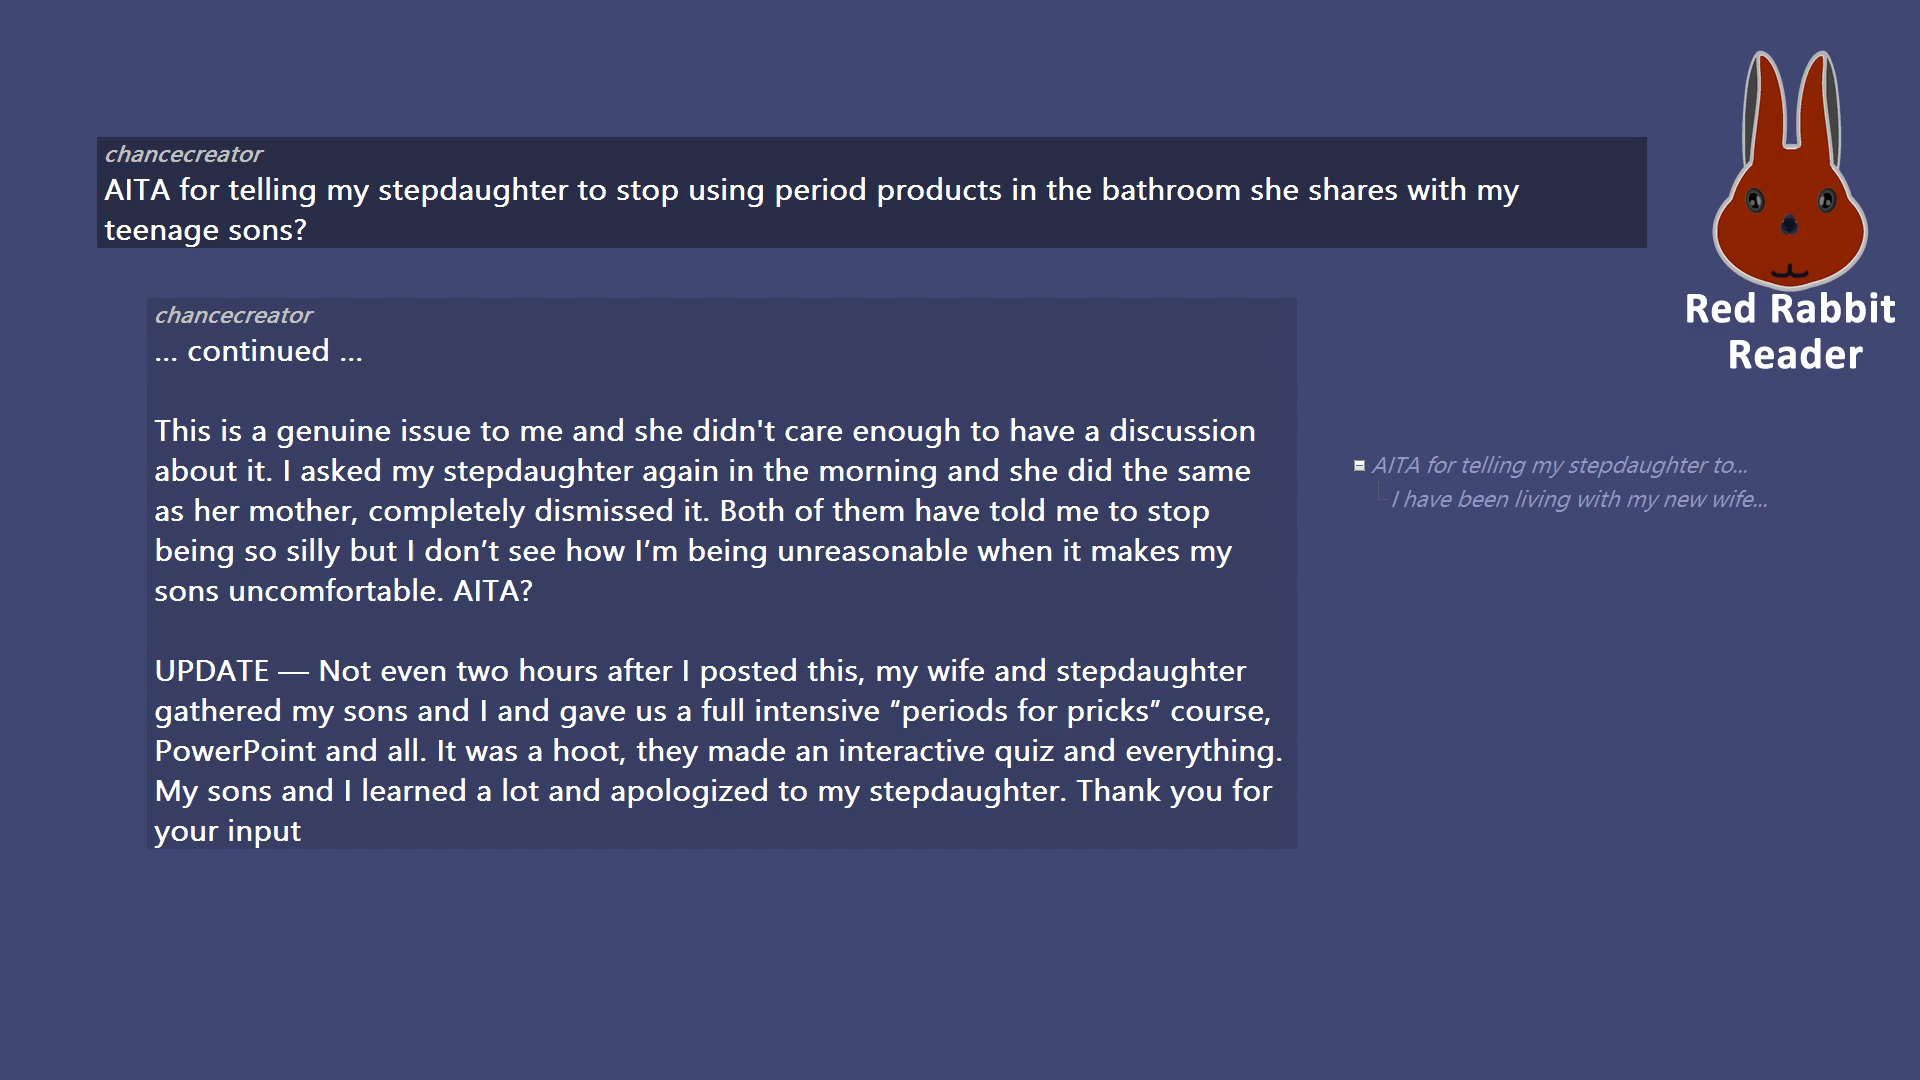 chancecreator
AITA for telling my stepdaughter to stop using period products in the bathroom she shares with my
teenage sons?
chancecreator
... continued ...
This is a genuine issue to me and she didn't care enough to have a discussion
about it. I asked my stepdaughter again in the morning and she did the same
as her mother, completely dismissed it. Both of them have told me to stop
being so silly but I don’t see how I’m being unreasonable when it makes my
sons uncomfortable. AITA?
UPDATE — Not even two hours after I posted this, my wife and stepdaughter
gathered my sons and I and gave us a full intensive “periods for pricks” course,
PowerPoint and all. It was a hoot, they made an interactive quiz and everything.
My sons and I learned a lot and apologized to my stepdaughter. Thank you for
your input
Red Rabbit
Reader
AITA for telling my stepdaughter to...
I have been living with my new wife...